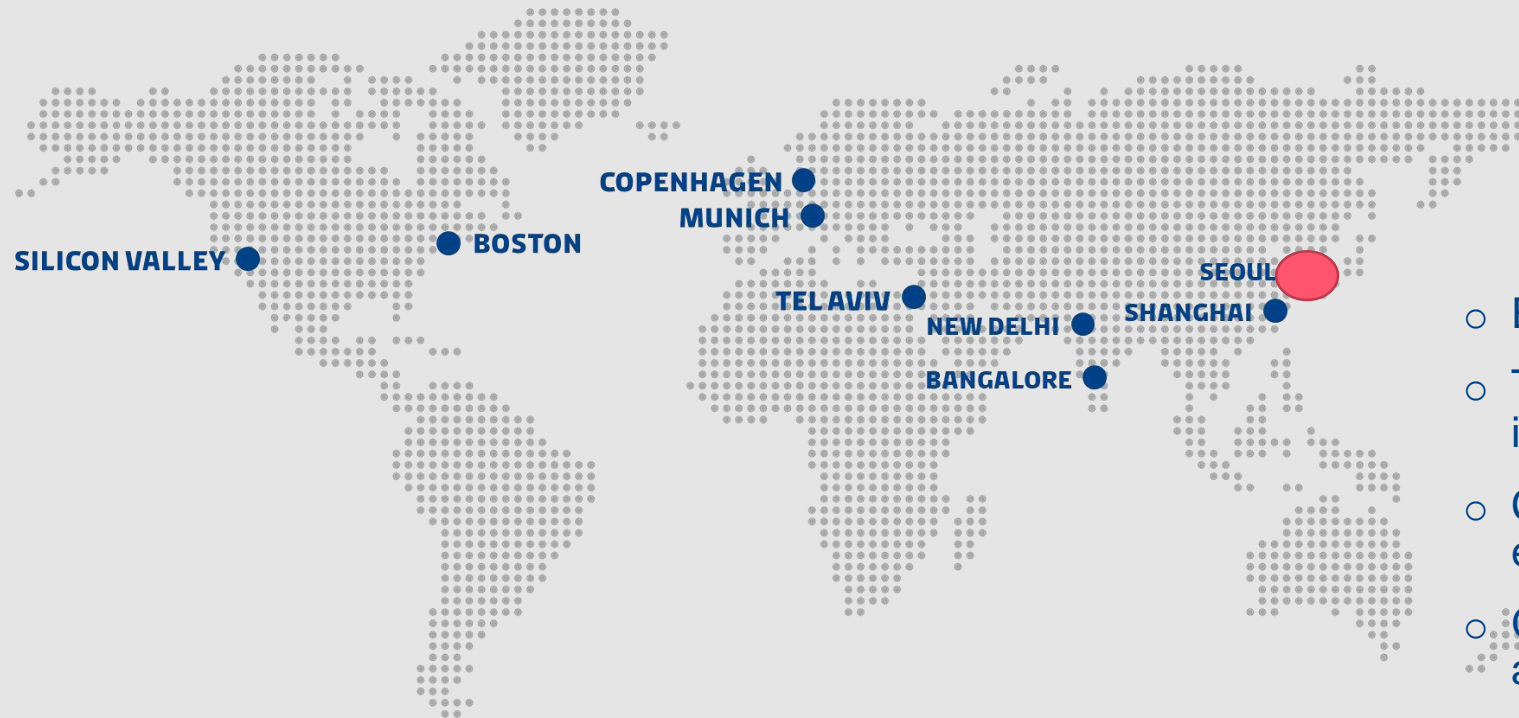 COPENHAGEN
MUNICH
BOSTON
SILICON VALLEY
SEOUL
TEL AVIV
SHANGHAI
NEW DELHI
BANGALORE